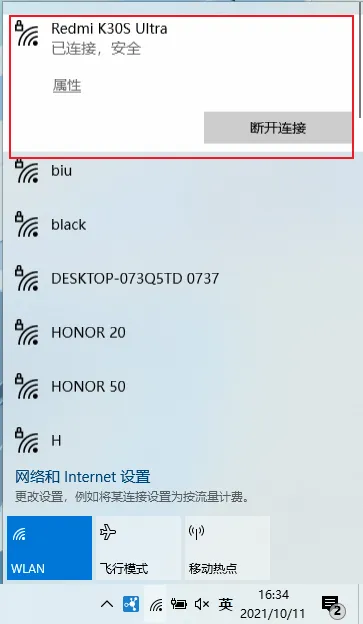 Redmi K30S Ultra
已连接，安全
属性
断开连接
biu
black
DESKTOP-073Q5TD 0737
HONOR 20
HONOR 50
H
网络和 Internet 设置
更改设置，例如将某连接设置为按流量计费。
WLAN
飞行模式
移动热点
英
16:34
2021/10/11
2